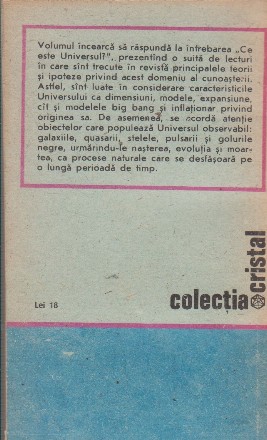 Volumul încearcă să răspundă la întrebarea „Ce
este Universul?", prezentînd o suită de lecturi
în care sînt trecute în revistă principalele teorii
şi ipoteze privind acest domeniu al cunoaşterii.
Astfel, sînt luate în considerare caracteristicile
Universului ca dimensiuni, modele, expansiune,
cît şi modelele big bang şi inflaţionar privind
originea sa. De asemenea, se acordă atenţie
obiectelor care populează Universul observabil:
galaxiile, quasarii, stelele, pulsarii şi golurile
negre, urmărindu-le naşterea, evoluţia şi moar-
tea, ca procese naturale care se desfăşoară pe
o lungă perioadă de timp.
colecţia cristal
Lei 18